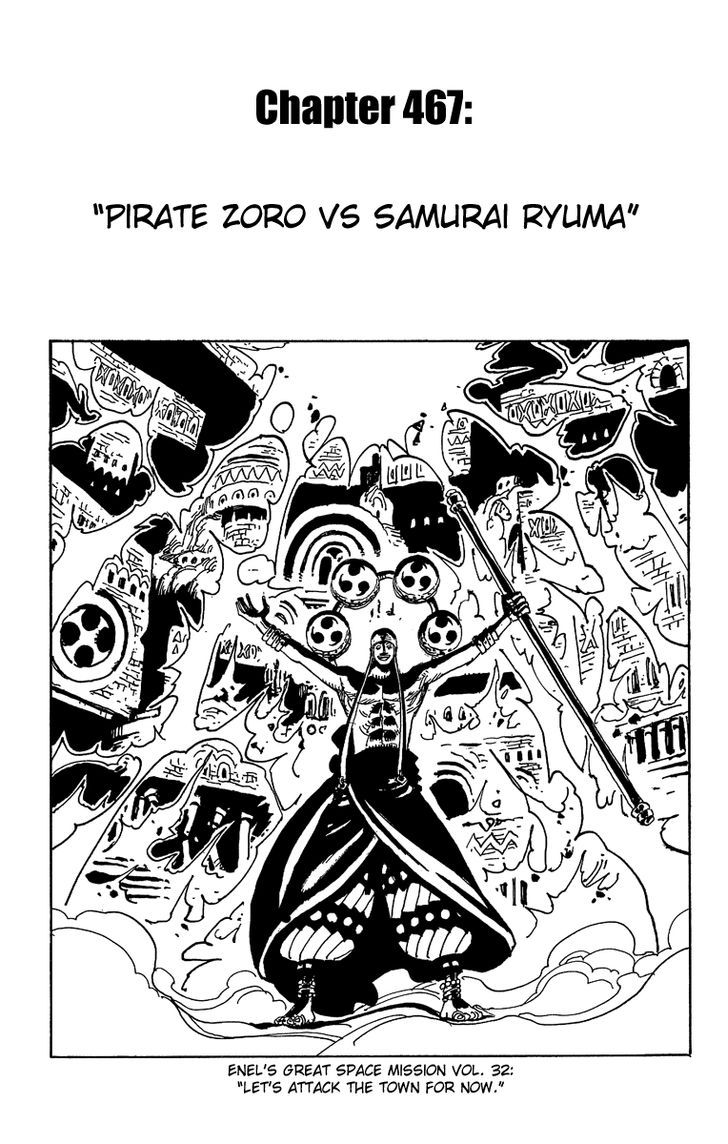 Chapter 467:
"PIRATE ZORO VS SAMURAI RYUMA"
ENEL'S GREAT SPACE MISSION VOL. 32:
"LET'S ATTACK THE TOWN FOR NOW."